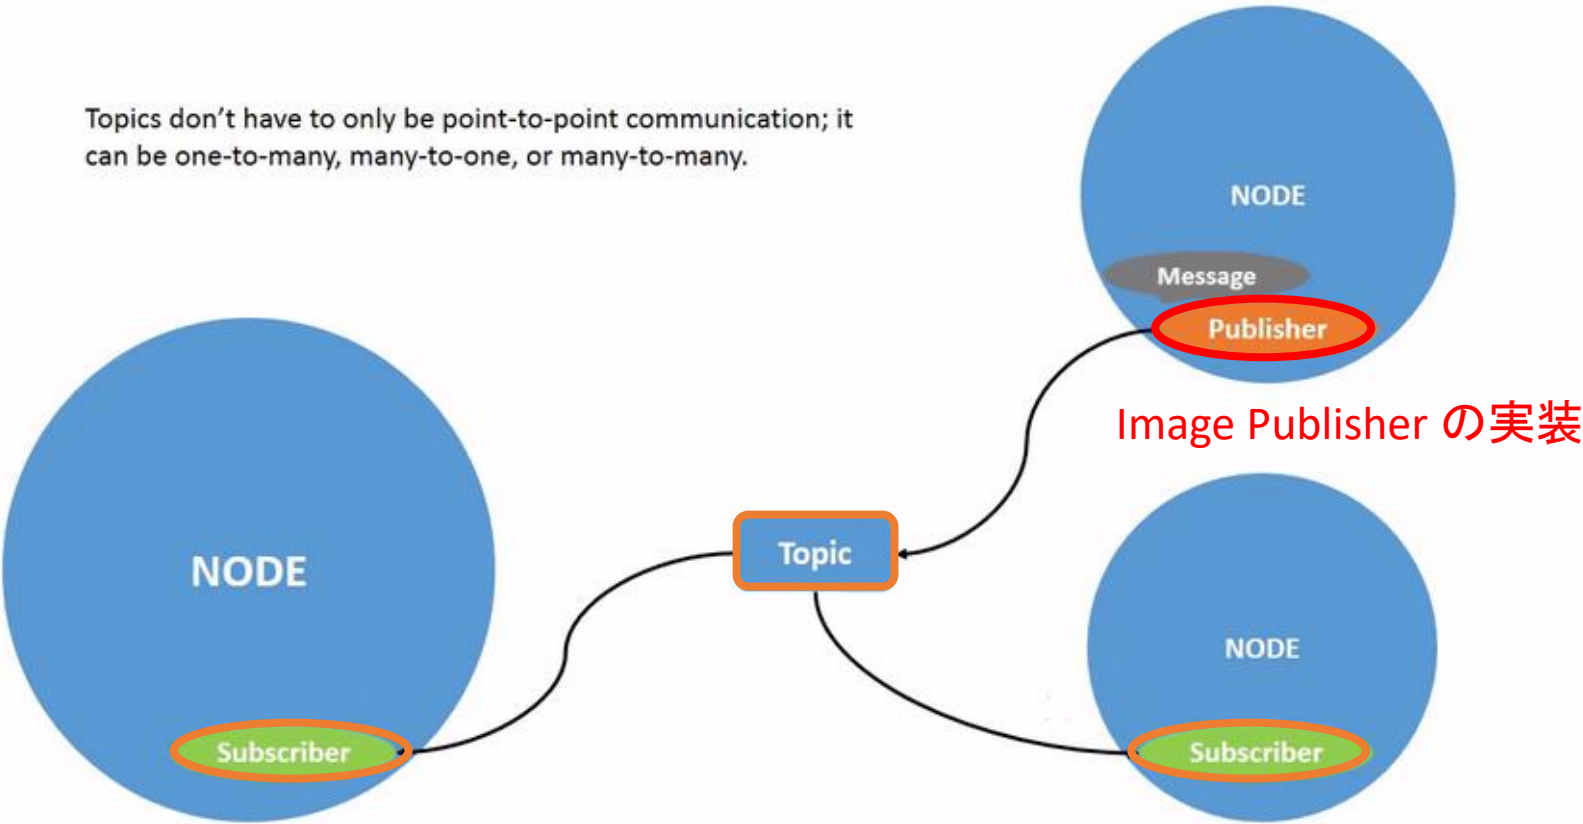 Topics don't have to only be point-to-point communication; it
can be one-to-many, many-to-one, or many-to-many.
NODE
Message
Publisher
Image Publisher の実装
Topic
NODE
Subscriber
NODE
Subscriber